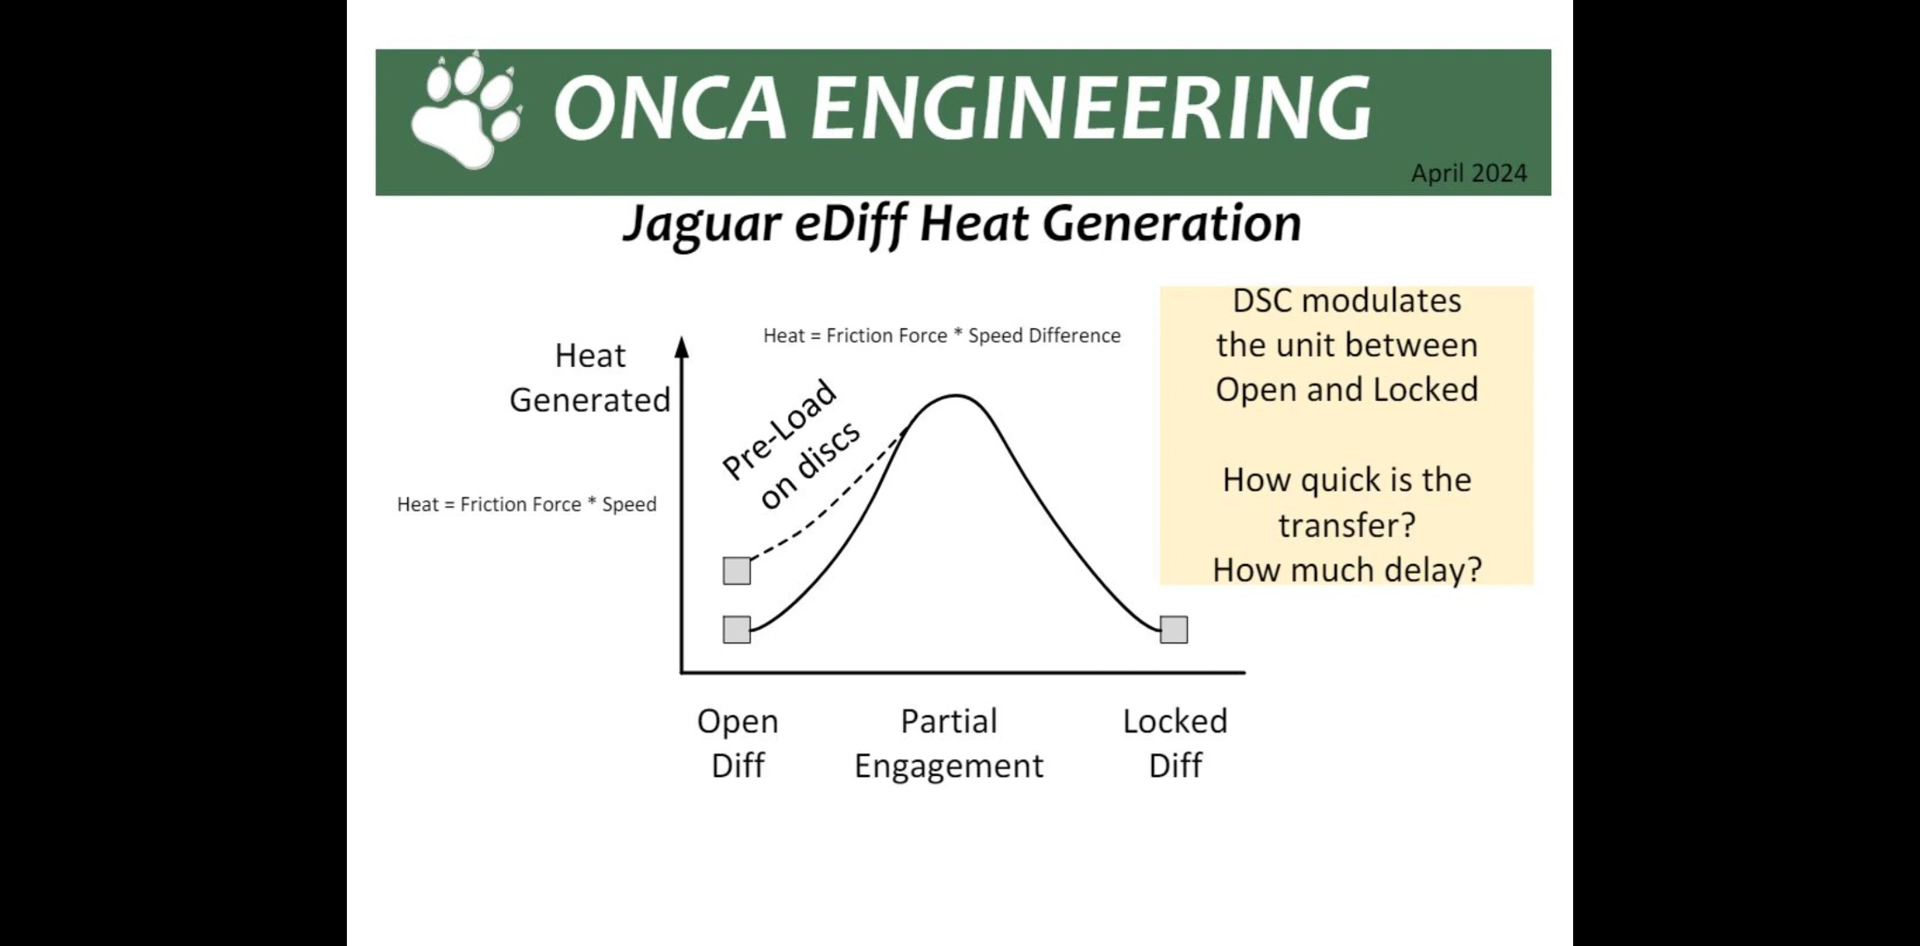 ONCA ENGINEERING
April 2024
Jaguar eDiff Heat Generation
DSC modulates
the unit between
Open and Locked
How quick is the
transfer?
How much delay?
Heat = Friction Force * Speed Difference
Heat
Generated
Pre-Load
on discs
Heat = Friction Force * Speed
Open
Diff
Partial
Engagement
Locked
Diff